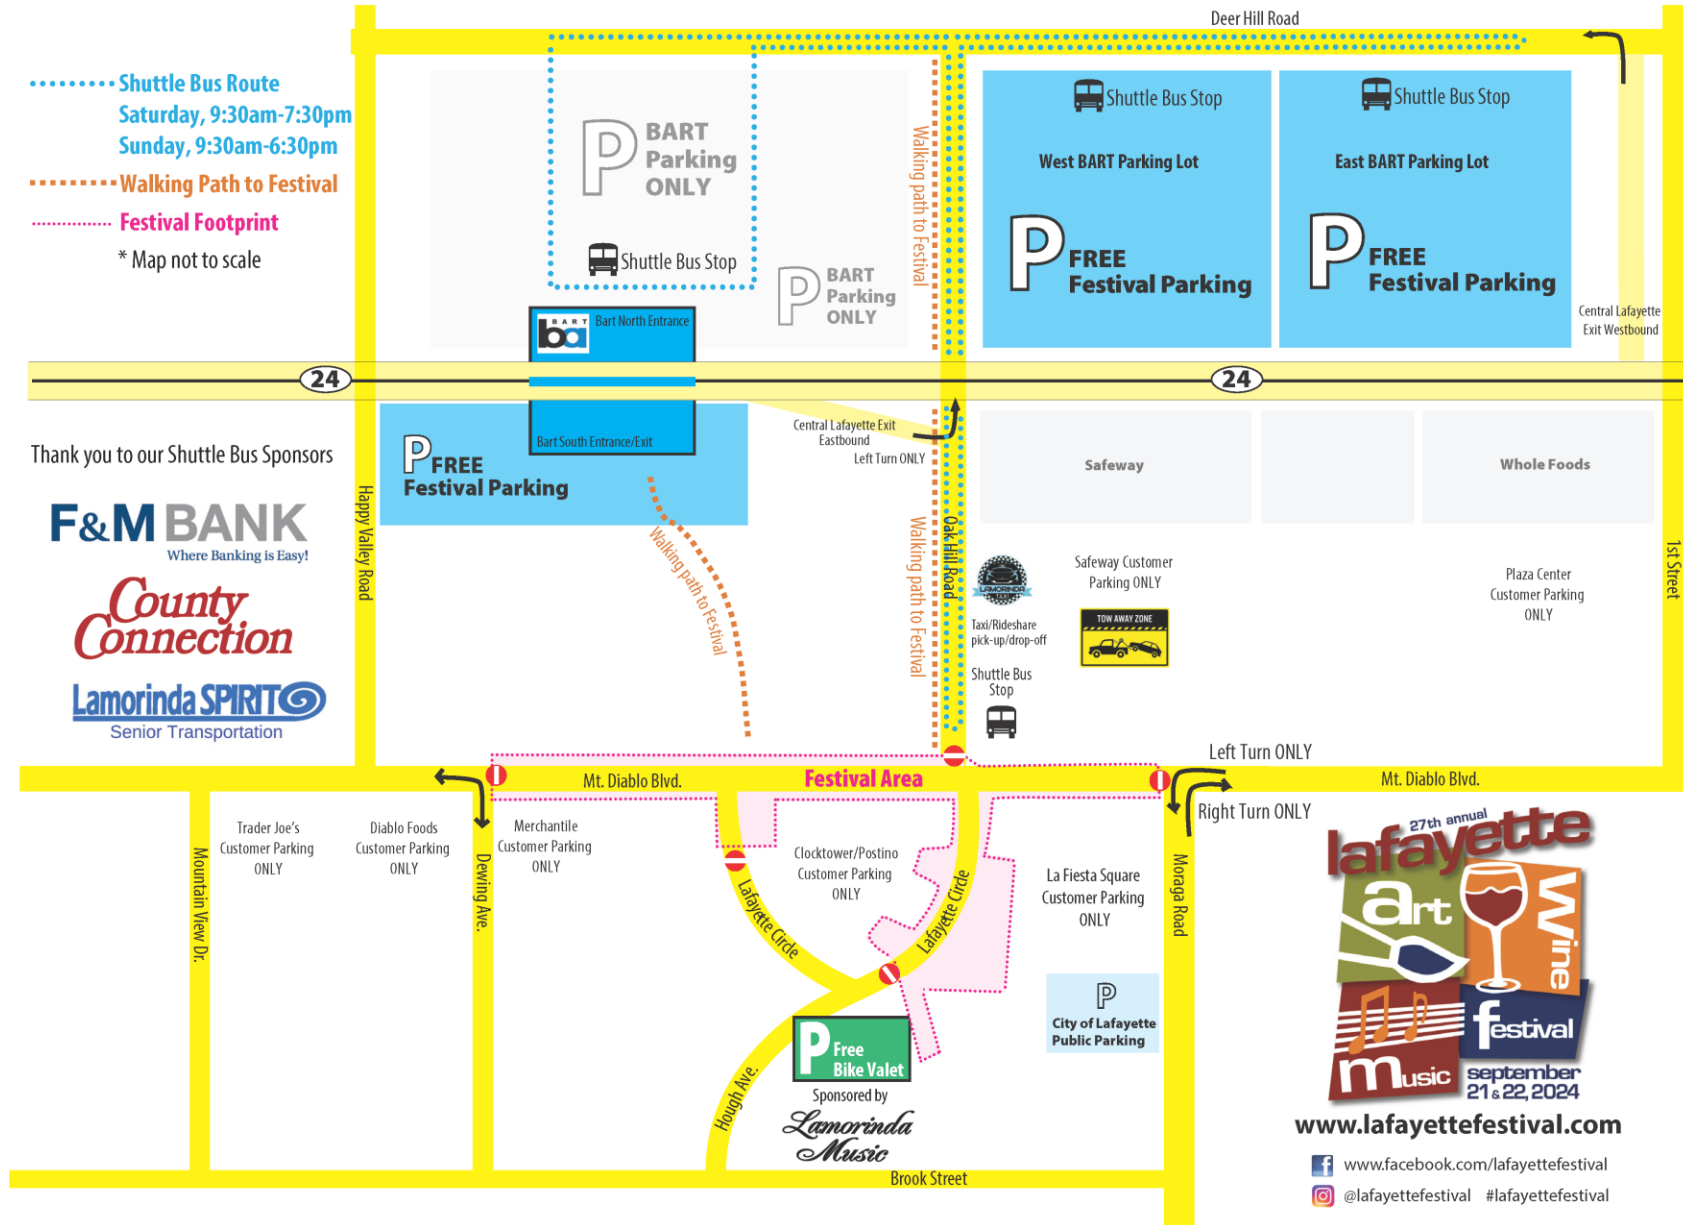 Deer Hill Road
Shuttle Bus Route
Saturday, 9:30am-7:30pm
Sunday, 9:30am-6:30pm
Walking Path to Festival
Festival Footprint
* Map not to scale
P BART
Parking
ONLY
Shuttle Bus Stop
P BART
Parking
ONLY
Walking path to Festival
Shuttle Bus Stop
West BART Parking Lot
P FREE
Festival Parking
Shuttle Bus Stop
East BART Parking Lot
P FREE
Festival Parking
Central Lafayette
Exit Westbound
BART
ba
Bart North Entrance
24
24
Bart South Entrance/Exit
P FREE
Festival Parking
Central Lafayette Exit
Eastbound
Left Turn ONLY
Safeway
Whole Foods
Thank you to our Shuttle Bus Sponsors
F&M BANK
Where Banking is Easy!
County
Connection
Lamorinda SPIRIT
Senior Transportation
Happy Valley Road
Walking path to Festival
Walking path to Festival
Oak Hill Road
1st Street
LAMORINDA
TAXI
Taxi/Rideshare
pick-up/drop-off
Shuttle Bus
Stop
Safeway Customer
Parking ONLY
TOW AWAY ZONE
Plaza Center
Customer Parking
ONLY
Left Turn ONLY
Mt. Diablo Blvd.
Festival Area
Mt. Diablo Blvd.
Right Turn ONLY
Trader Joe's
Customer Parking
ONLY
Diablo Foods
Customer Parking
ONLY
Merchantile
Customer Parking
ONLY
Clocktower/Postino
Customer Parking
ONLY
La Fiesta Square
Customer Parking
ONLY
Mountain View Dr.
Dewing Ave.
Lafayette Circle
Lafayette Circle
Moraga Road
P
City of Lafayette
Public Parking
P Free
Bike Valet
Sponsored by
Lamorinda
Music
Hough Ave.
Brook Street
27th annual
lafayette
art
wine
festival
music
september
21 & 22, 2024
www.lafayettefestival.com
www.facebook.com/lafayettefestival
@lafayettefestival #lafayettefestival